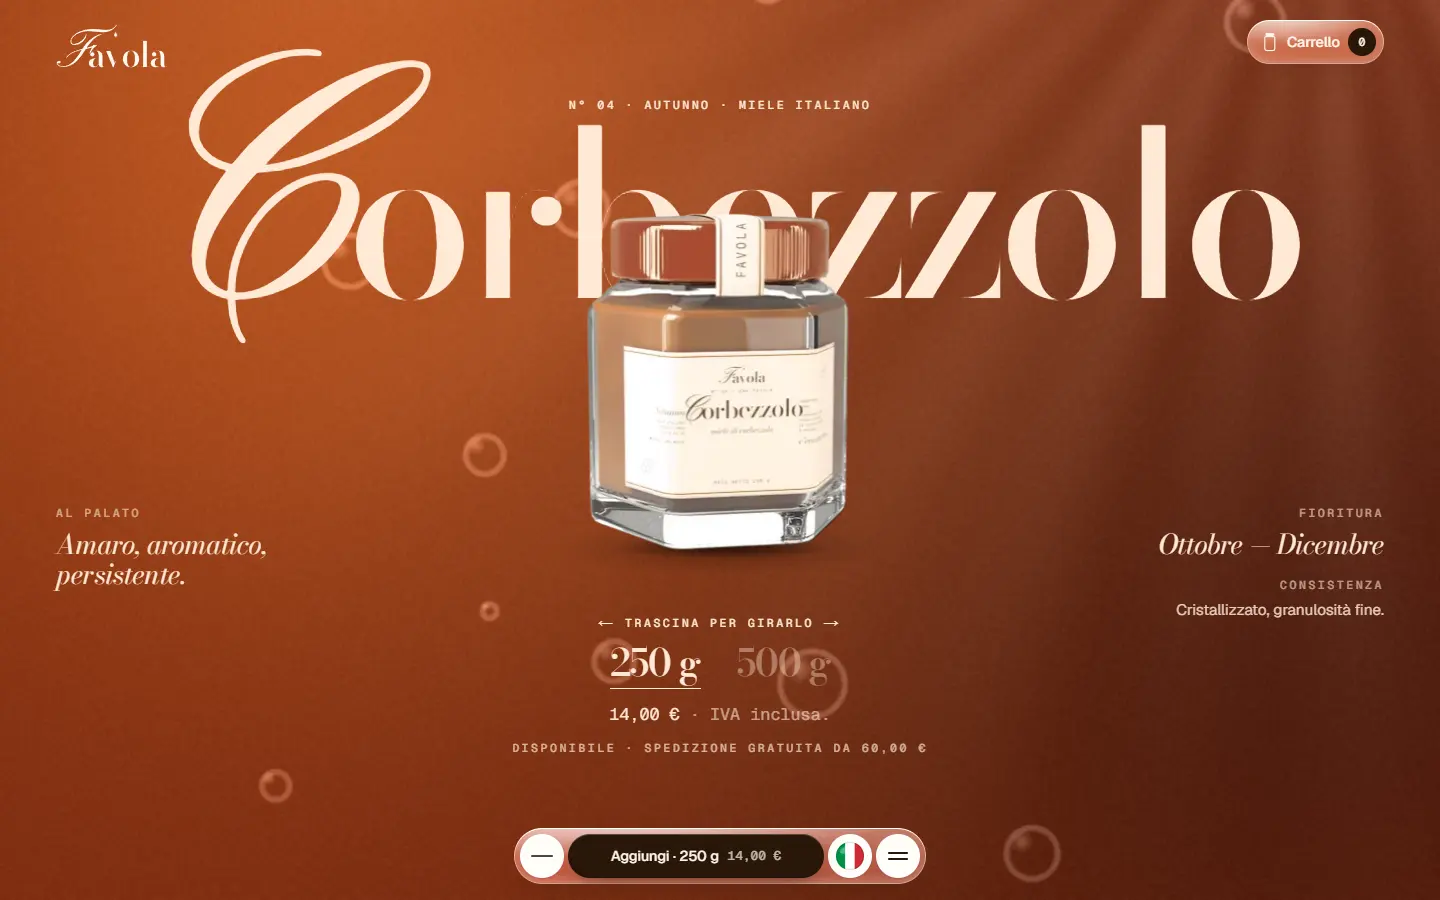 Favola
Carrello 0
N° 04 · AUTUNNO · MIELE ITALIANO
Corbezzolo
FAVOLA
Favola
Corbezzolo
miele di corbezzolo
AL PALATO
Amaro, aromatico,
persistente.
FIORITURA
Ottobre — Dicembre
CONSISTENZA
Cristallizzato, granulosità fine.
← TRASCINA PER GIRARLO →
250 g 500 g
14,00 € · IVA inclusa.
DISPONIBILE · SPEDIZIONE GRATUITA DA 60,00 €
Aggiungi · 250 g 14,00 €